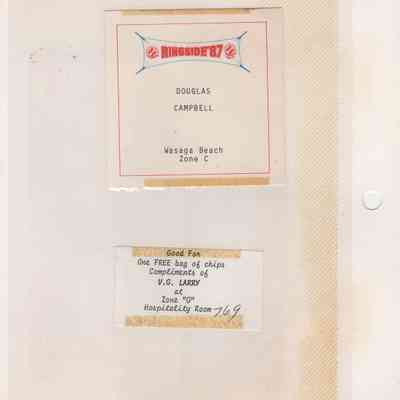 RINGSIDE '87
DOUGLAS
CAMPBELL
Wasaga Beach
Zone C
Good For
One FREE bag of chips
Compliments of
V.G. LARRY
at
Zone "O"
Hospitality Room 769